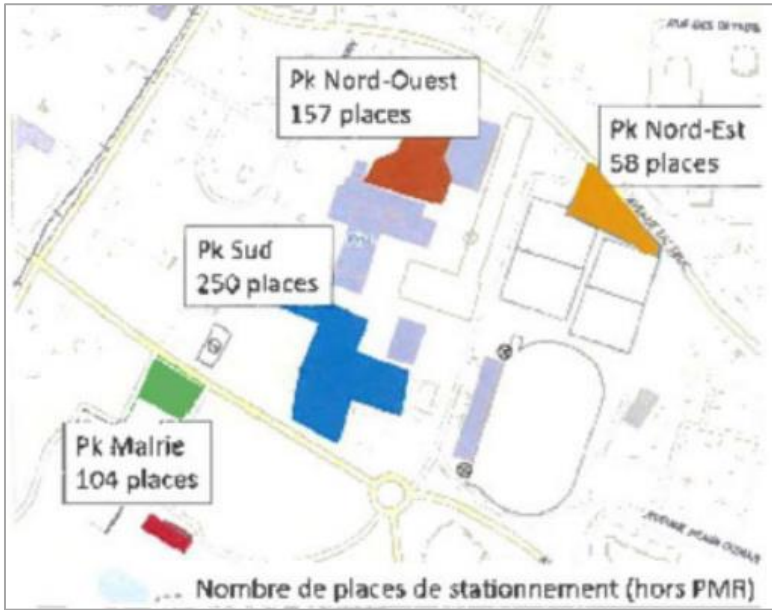 Pk Nord-Ouest
157 places
Pk Nord-Est
58 places
Pk Sud
250 places
Pk Mairie
104 places
... Nombre de places de stationnement (hors PMR)